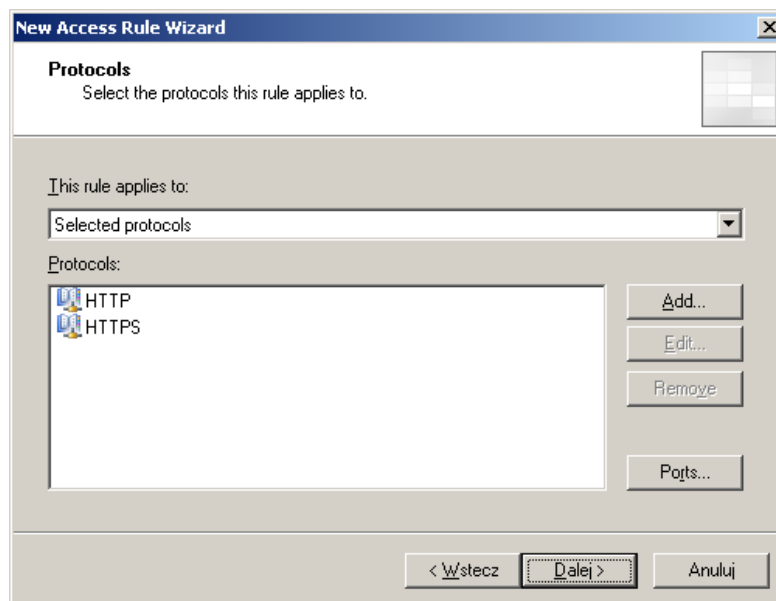 New Access Rule Wizard
Protocols
Select the protocols this rule applies to.
This rule applies to:
Selected protocols
Protocols:
HTTP
HTTPS
Add...
Edit...
Remove
Ports...
< Wstecz
Dalej >
Anuluj